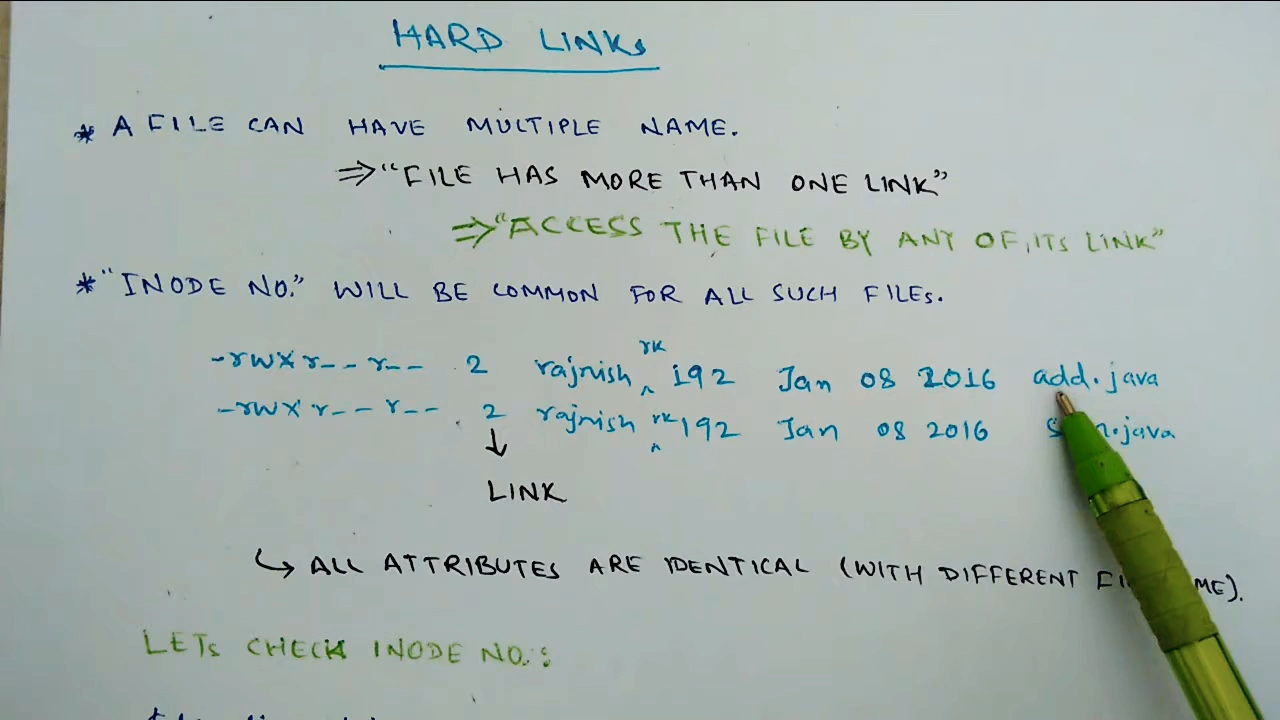 HARD LINKs
* A FILE CAN HAVE MULTIPLE NAME.
⇒ "FILE HAS MORE THAN ONE LINK"
⇒ "ACCESS THE FILE BY ANY OF ITS LINK"
* "INODE NO." WILL BE COMMON FOR ALL SUCH FILES.
-rwxr--r-- 2 rajnish rk 192 Jan 08 2016 add.java
-rwxr--r-- 2 rajnish rk 192 Jan 08 2016 .java
↓
LINK
↳ ALL ATTRIBUTES ARE IDENTICAL (WITH DIFFERENT
LETs CHECK INODE NO.: